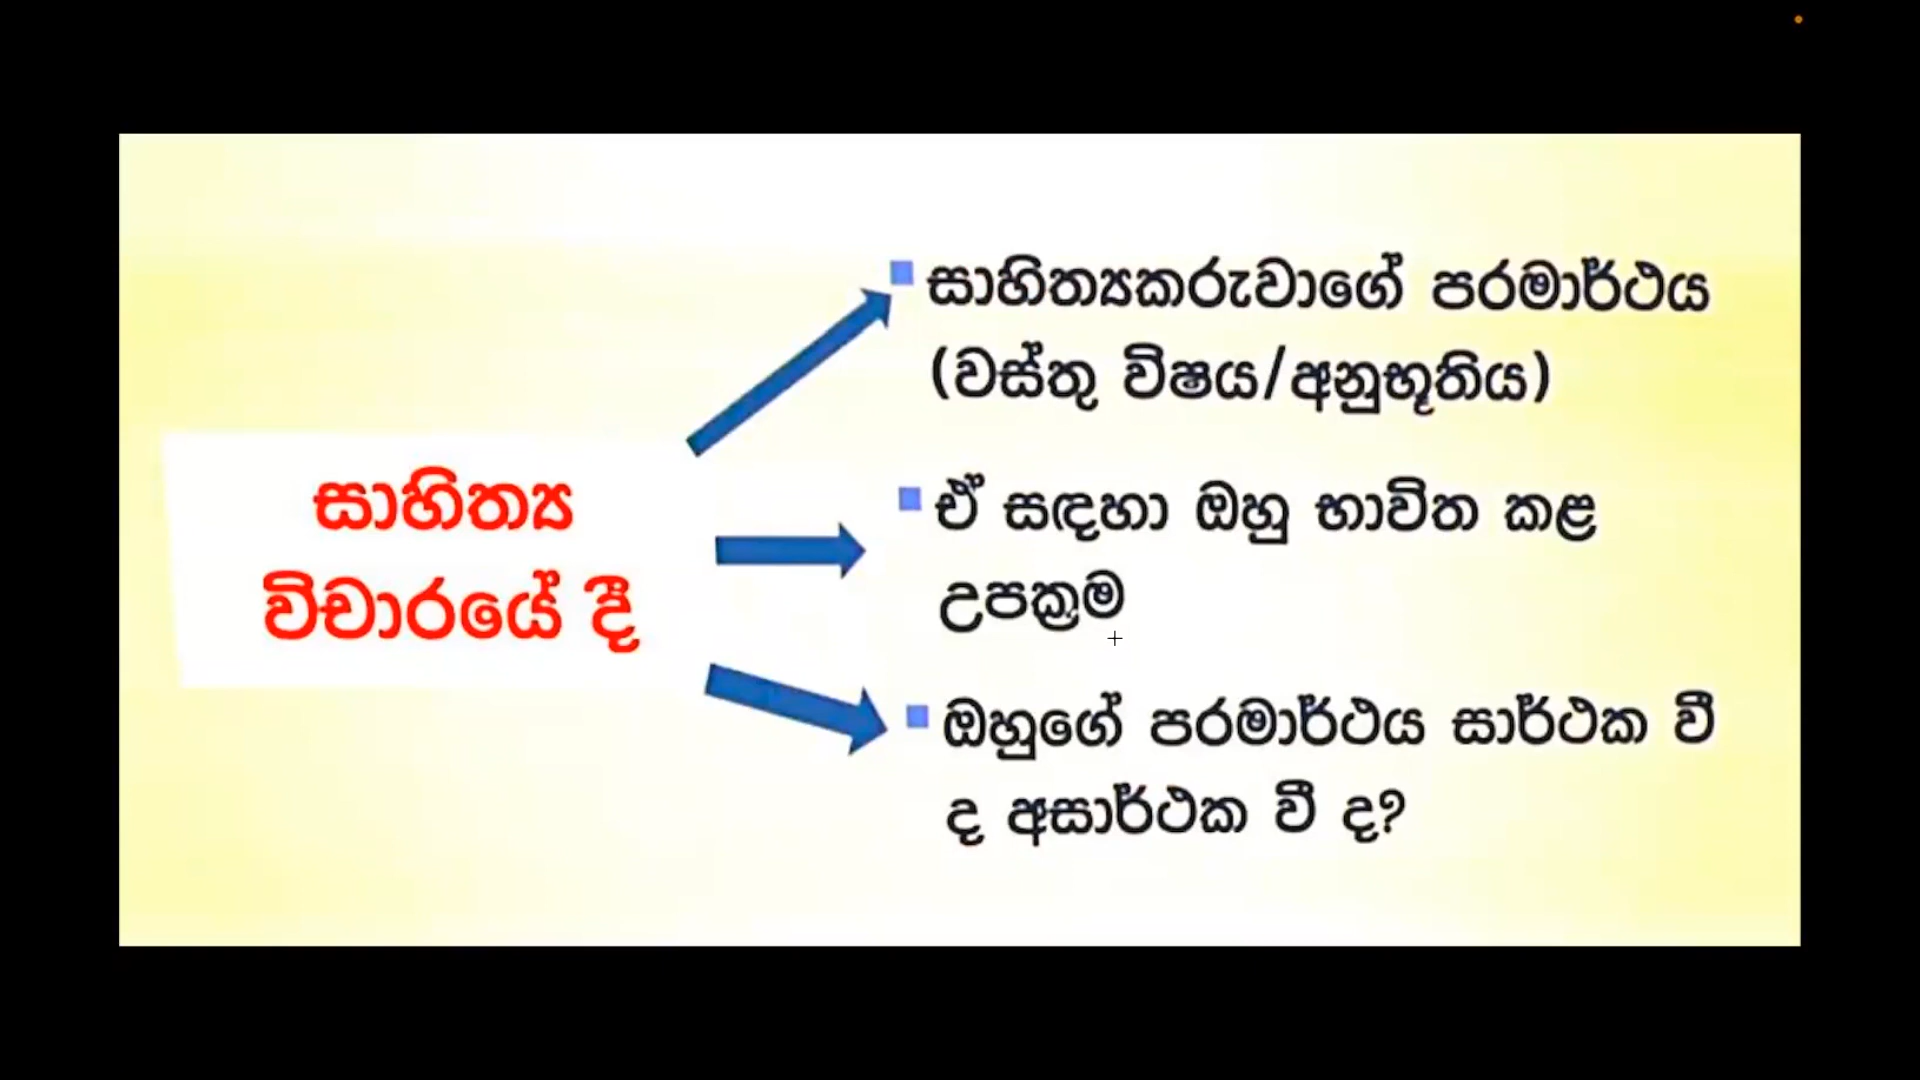 සාහිත්‍ය
විචාරයේ දී
සාහිත්‍යකරුවාගේ පරමාර්ථය
(වස්තු විෂය/අනුභූතිය)
ඒ සඳහා ඔහු භාවිත කළ
උපක්‍රම
ඔහුගේ පරමාර්ථය සාර්ථක වී
ද අසාර්ථක වී ද?